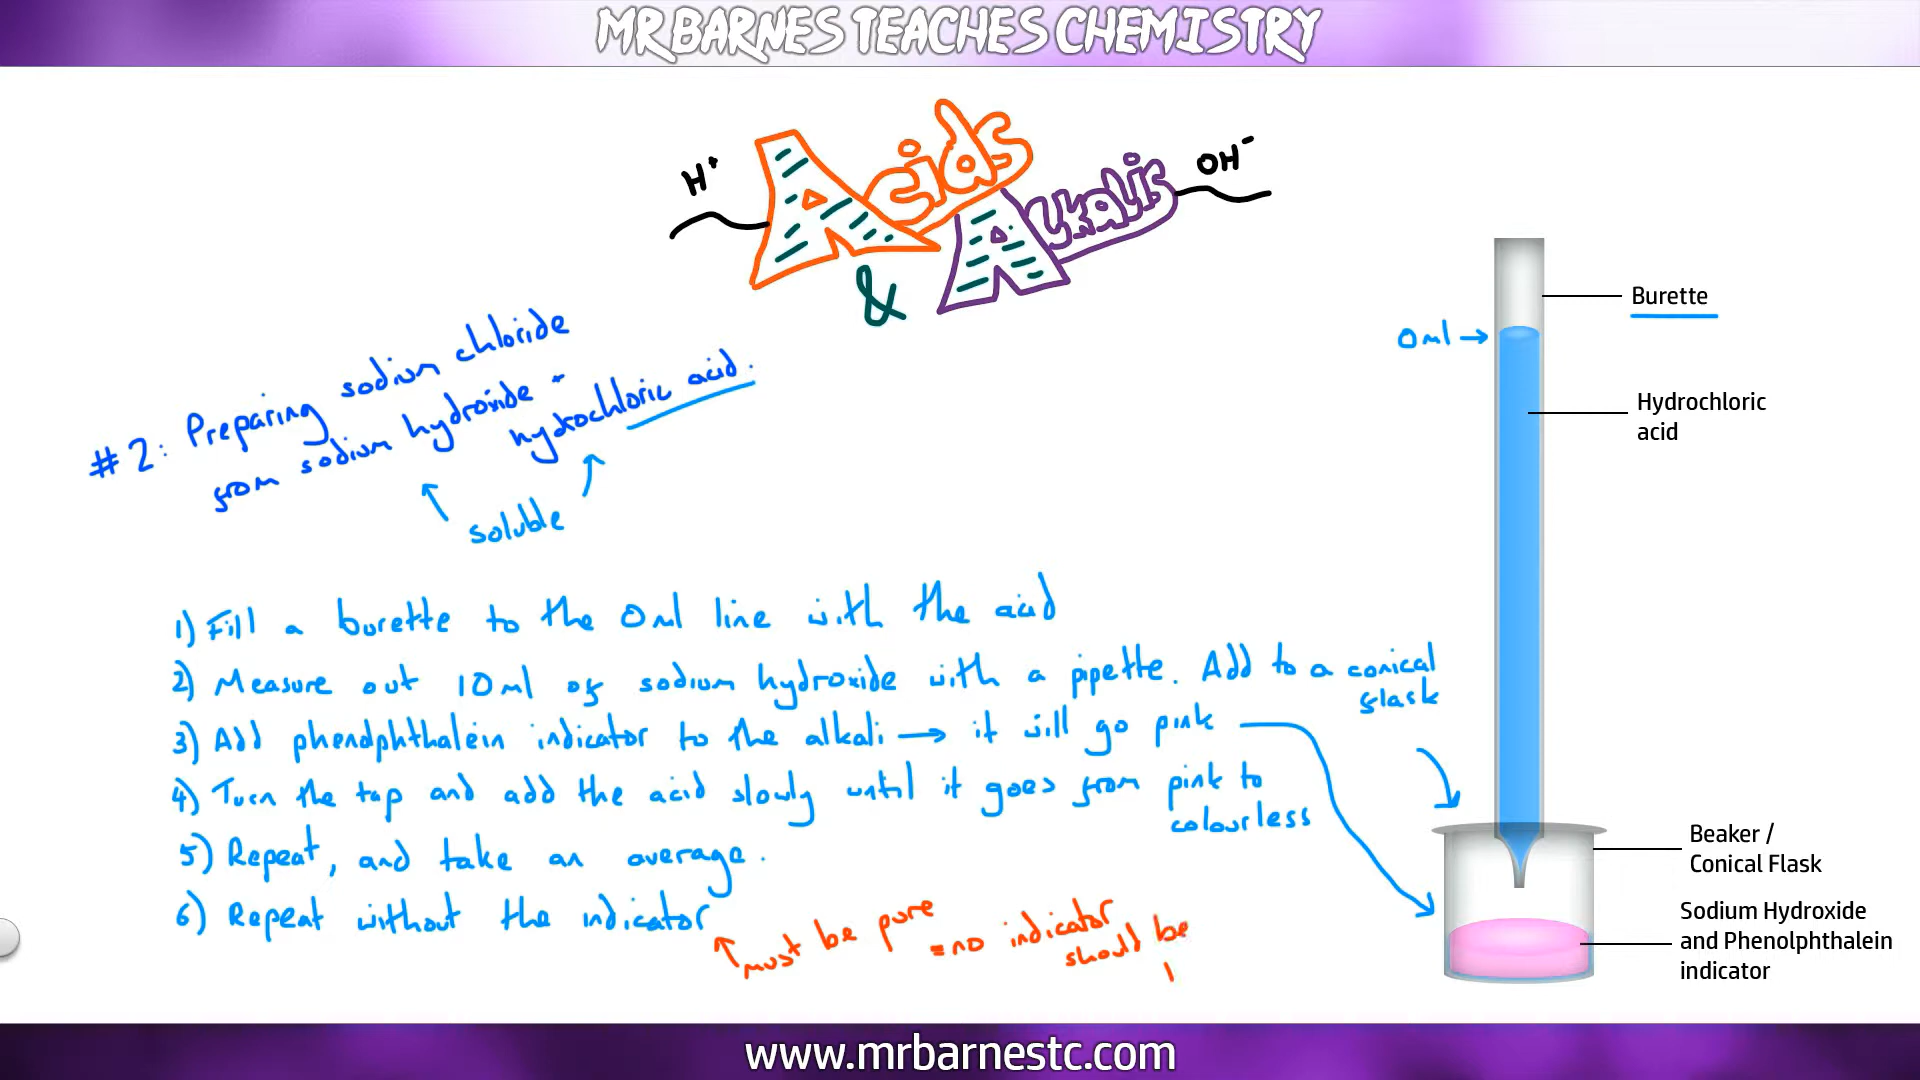 MR BARNES TEACHES CHEMISTRY
H⁺
Acids
&
Alkalis
OH⁻
#2: Preparing sodium chloride
from sodium hydroxide +
hydrochloric acid.
soluble
Burette
0ml →
Hydrochloric
acid
1) Fill a burette to the 0ml line with the acid
2) Measure out 10ml of sodium hydroxide with a pipette. Add to a conical
flask
3) Add phenolphthalein indicator to the alkali → it will go pink
4) Turn the tap and add the acid slowly until it goes from pink to
colourless
5) Repeat, and take an average.
6) Repeat without the indicator
must be pure
= no indicator
should be
Beaker /
Conical Flask
Sodium Hydroxide
and Phenolphthalein
indicator
www.mrbarnestc.com